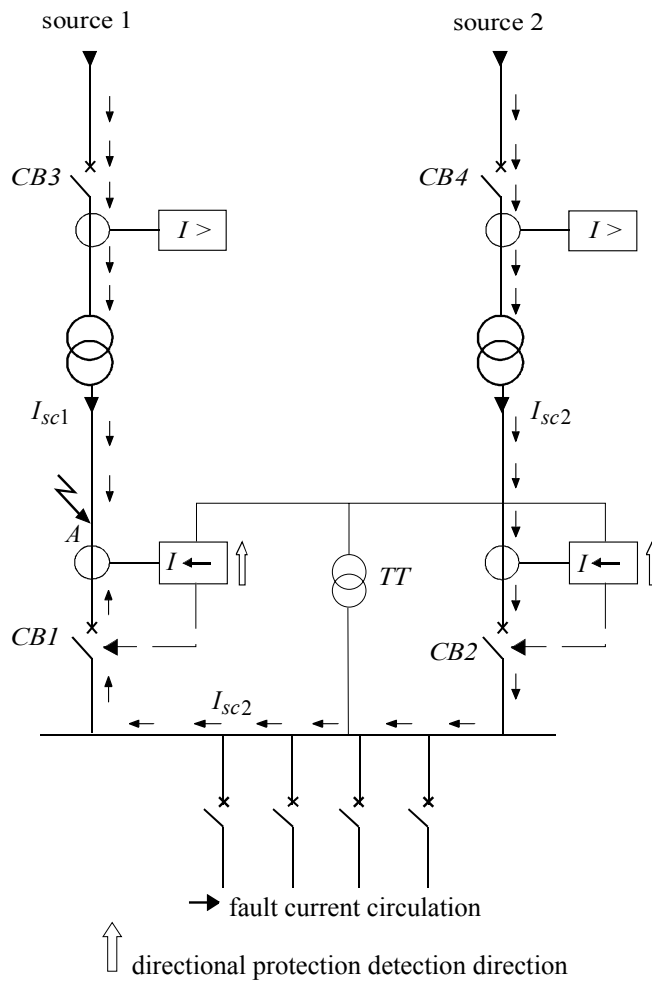 source 1
source 2
CB3
CB4
I >
I >
Isc1
Isc2
A
I
TT
I
CB1
CB2
Isc2
fault current circulation
directional protection detection direction